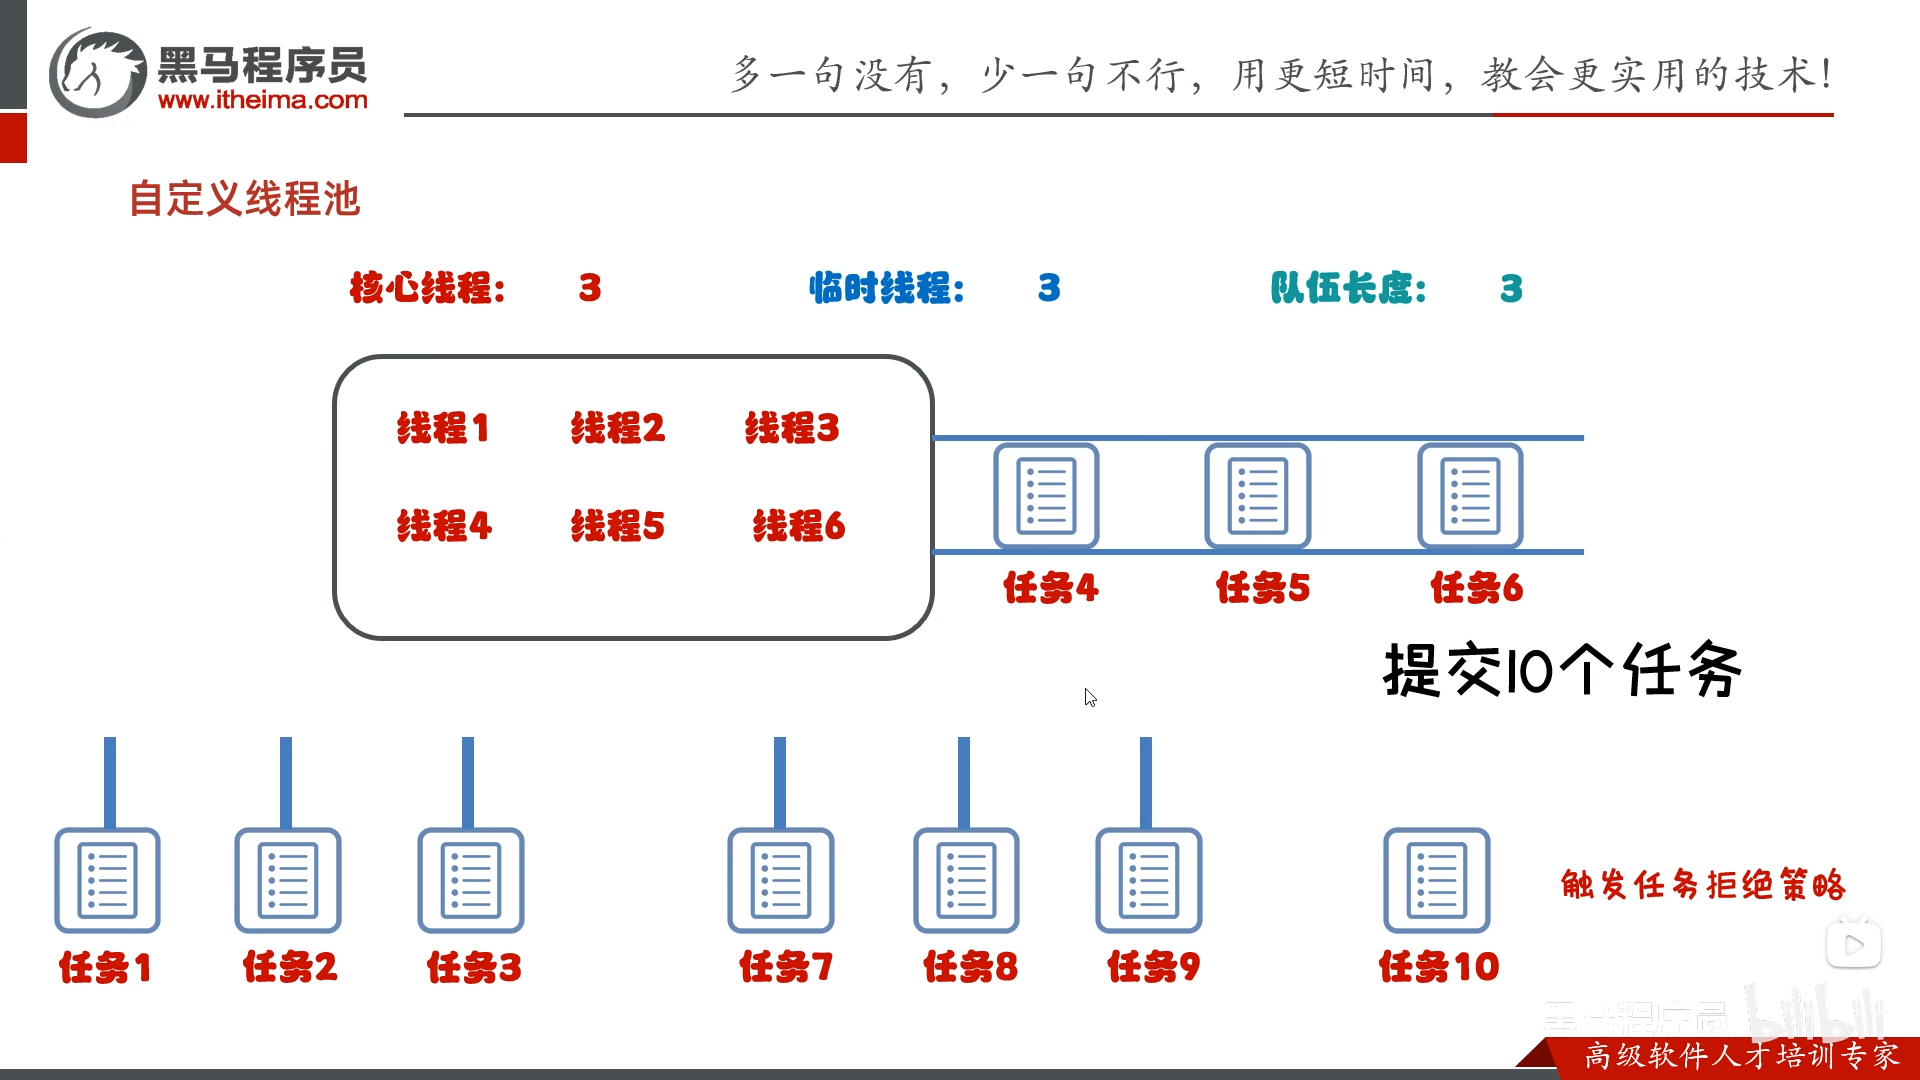 黑马程序员
www.itheima.com
多一句没有，少一句不行，用更短时间，教会更实用的技术！
自定义线程池
核心线程： 3 临时线程： 3 队伍长度： 3
线程1 线程2 线程3
线程4 线程5 线程6
任务4 任务5 任务6
提交10个任务
触发任务拒绝策略
任务1 任务2 任务3 任务7 任务8 任务9 任务10
黑马程序员 bilibili
高级软件人才培训专家